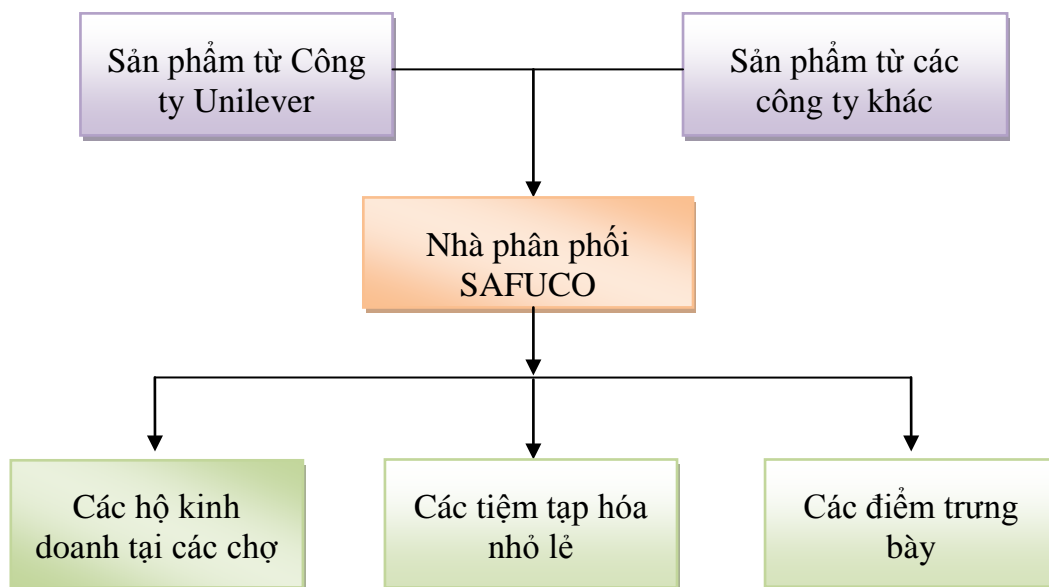 Sản phẩm từ Công
ty Unilever
Sản phẩm từ các
công ty khác
Nhà phân phối
SAFUCO
Các hộ kinh
doanh tại các chợ
Các tiệm tạp hóa
nhỏ lẻ
Các điểm trưng
bày